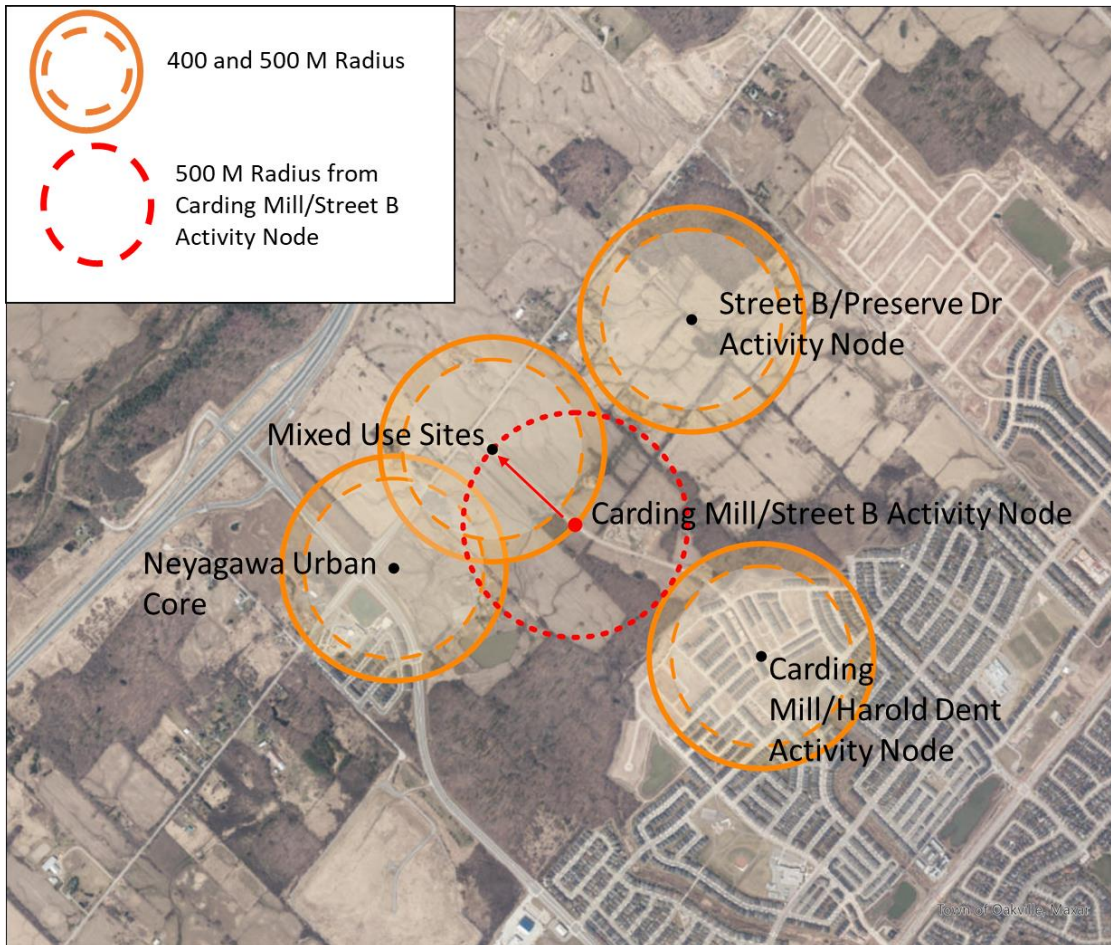 400 and 500 M Radius
500 M Radius from
Carding Mill/Street B
Activity Node
Street B/Preserve Dr
Activity Node
Mixed Use Sites
Carding Mill/Street B Activity Node
Neyagawa Urban
Core
Carding
Mill/Harold Dent
Activity Node
Town of Oakville, Maxar